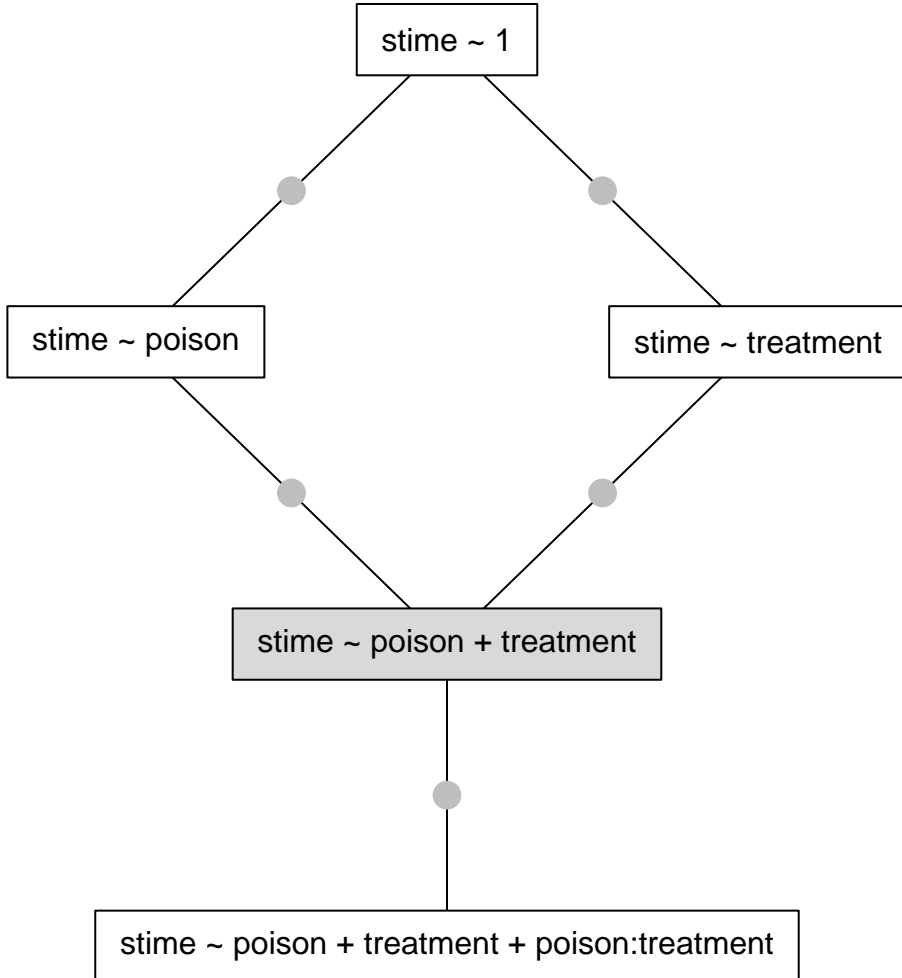 stime ~ 1
stime ~ poison
stime ~ treatment
stime ~ poison + treatment
stime ~ poison + treatment + poison:treatment